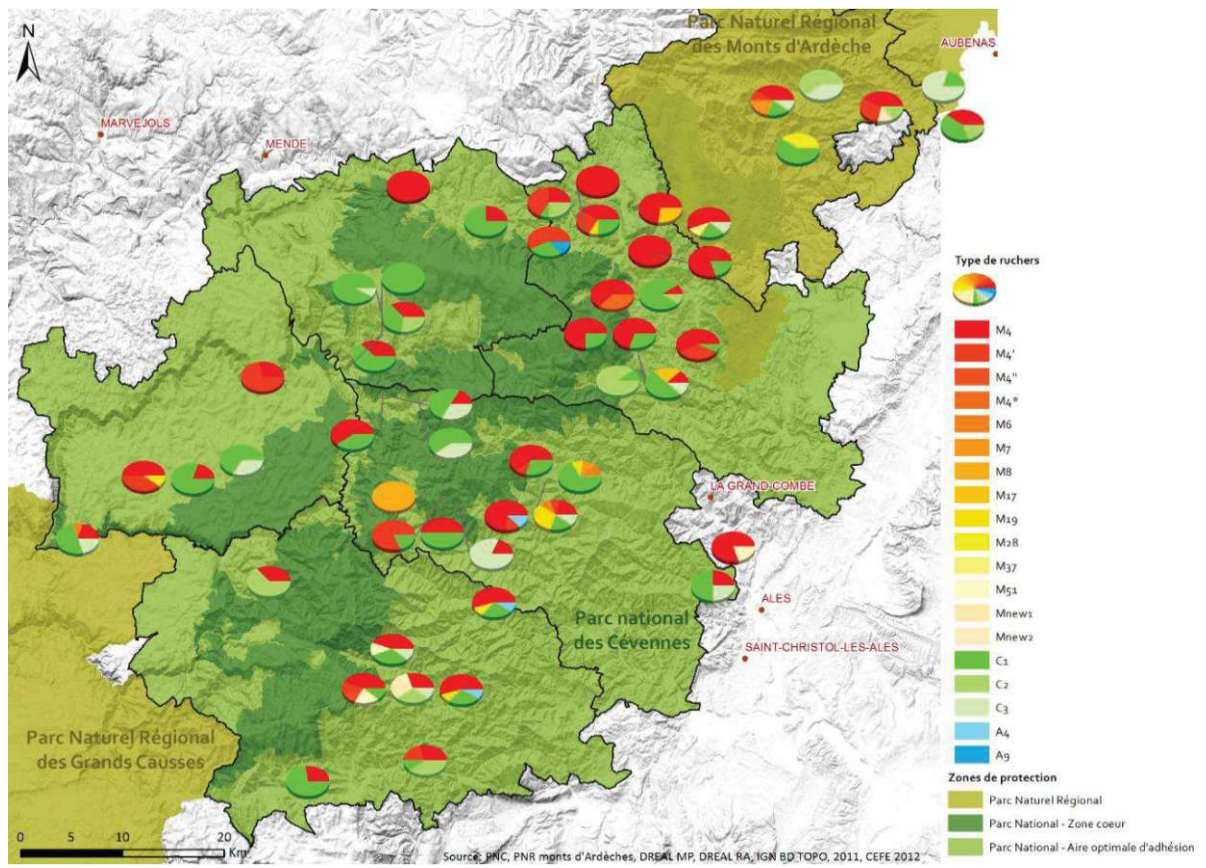 Parc Naturel Régional
des Monts d'Ardèche
N
AUBENAS
MARVEJOLS
MENDE
LA GRAND-COMBE
ALES
SAINT-CHRISTOL-LES-ALES
Parc national
des Cévennes
Parc Naturel Régional
des Grands Causses
0 5 10 20
Km
Source: PNC, PNR monts d'Ardèches, DREAL MP, DREAL RA, IGN BD TOPO, 2011, CEFE 2012
Type de ruchers
M4
M4'
M4"
M4*
M6
M7
M8
M17
M19
M28
M37
M51
Mnew1
Mnew2
C1
C2
C3
A4
A9
Zones de protection
Parc Naturel Régional
Parc National - Zone coeur
Parc National - Aire optimale d'adhésion